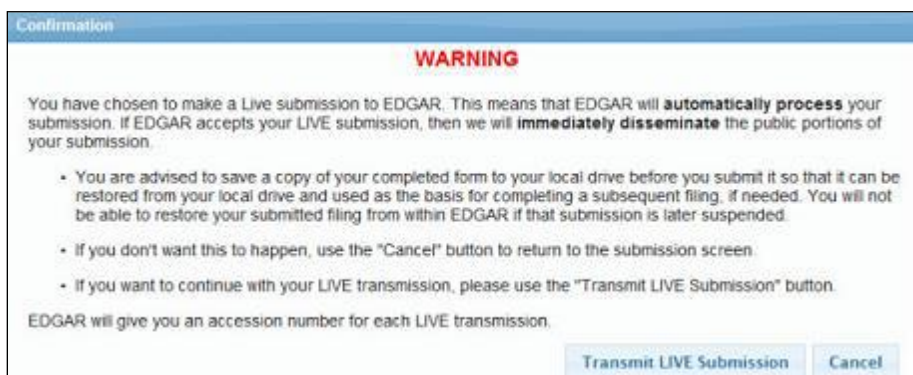 Confirmation
WARNING
You have chosen to make a Live submission to EDGAR. This means that EDGAR will automatically process your
submission. If EDGAR accepts your LIVE submission, then we will immediately disseminate the public portions of
your submission.
• You are advised to save a copy of your completed form to your local drive before you submit it so that it can be
restored from your local drive and used as the basis for completing a subsequent filing, if needed. You will not
be able to restore your submitted filing from within EDGAR if that submission is later suspended.
• If you don't want this to happen, use the "Cancel" button to return to the submission screen.
• If you want to continue with your LIVE transmission, please use the "Transmit LIVE Submission" button.
EDGAR will give you an accession number for each LIVE transmission.
Transmit LIVE Submission Cancel